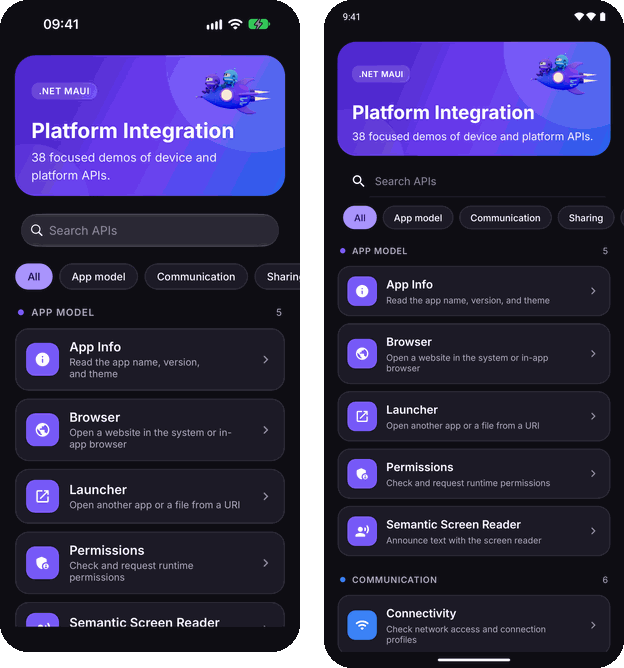 09:41
.NET MAUI
Platform Integration
38 focused demos of device and
platform APIs.
Search APIs
All
App model
Communication
Sharin
APP MODEL
5
App Info
Read the app name, version,
and theme
Browser
Open a website in the system or in-
app browser
Launcher
Open another app or a file from a URI
Permissions
Check and request runtime
permissions
Semantic Screen Reader
9:41
.NET MAUI
Platform Integration
38 focused demos of device and platform APIs.
Search APIs
All
App model
Communication
Sharing
APP MODEL
5
App Info
Read the app name, version, and theme
Browser
Open a website in the system or in-app
browser
Launcher
Open another app or a file from a URI
Permissions
Check and request runtime permissions
Semantic Screen Reader
Announce text with the screen reader
COMMUNICATION
6
Connectivity
Check network access and connection
profiles